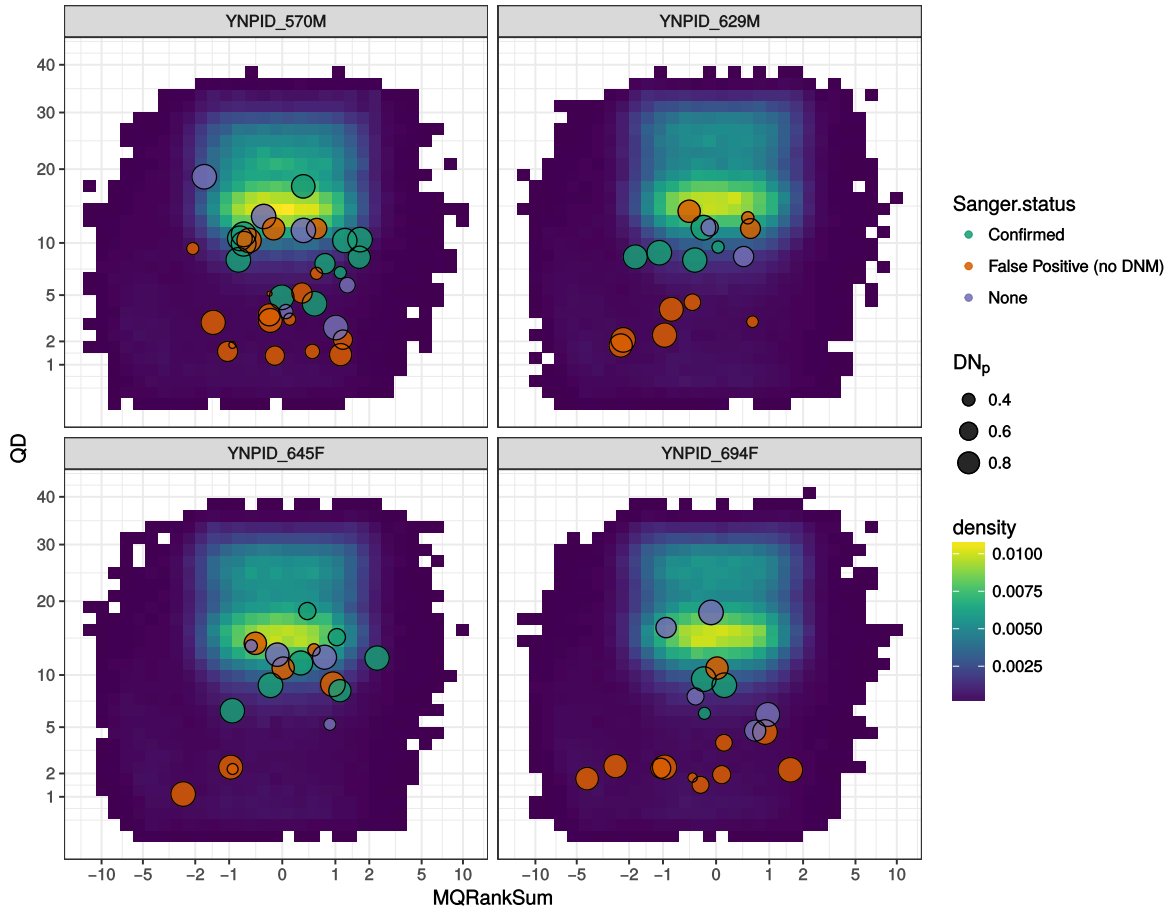 YNPID_570M
YNPID_629M
40
30
20
10
5
2
1
YNPID_645F
YNPID_694F
40
30
20
10
5
2
1
−10 −5 −2 −1 0 1 2 5 10
−10 −5 −2 −1 0 1 2 5 10
MQRankSum
QD
Sanger.status
Confirmed
False Positive (no DNM)
None
DNp
0.4
0.6
0.8
density
0.0100
0.0075
0.0050
0.0025